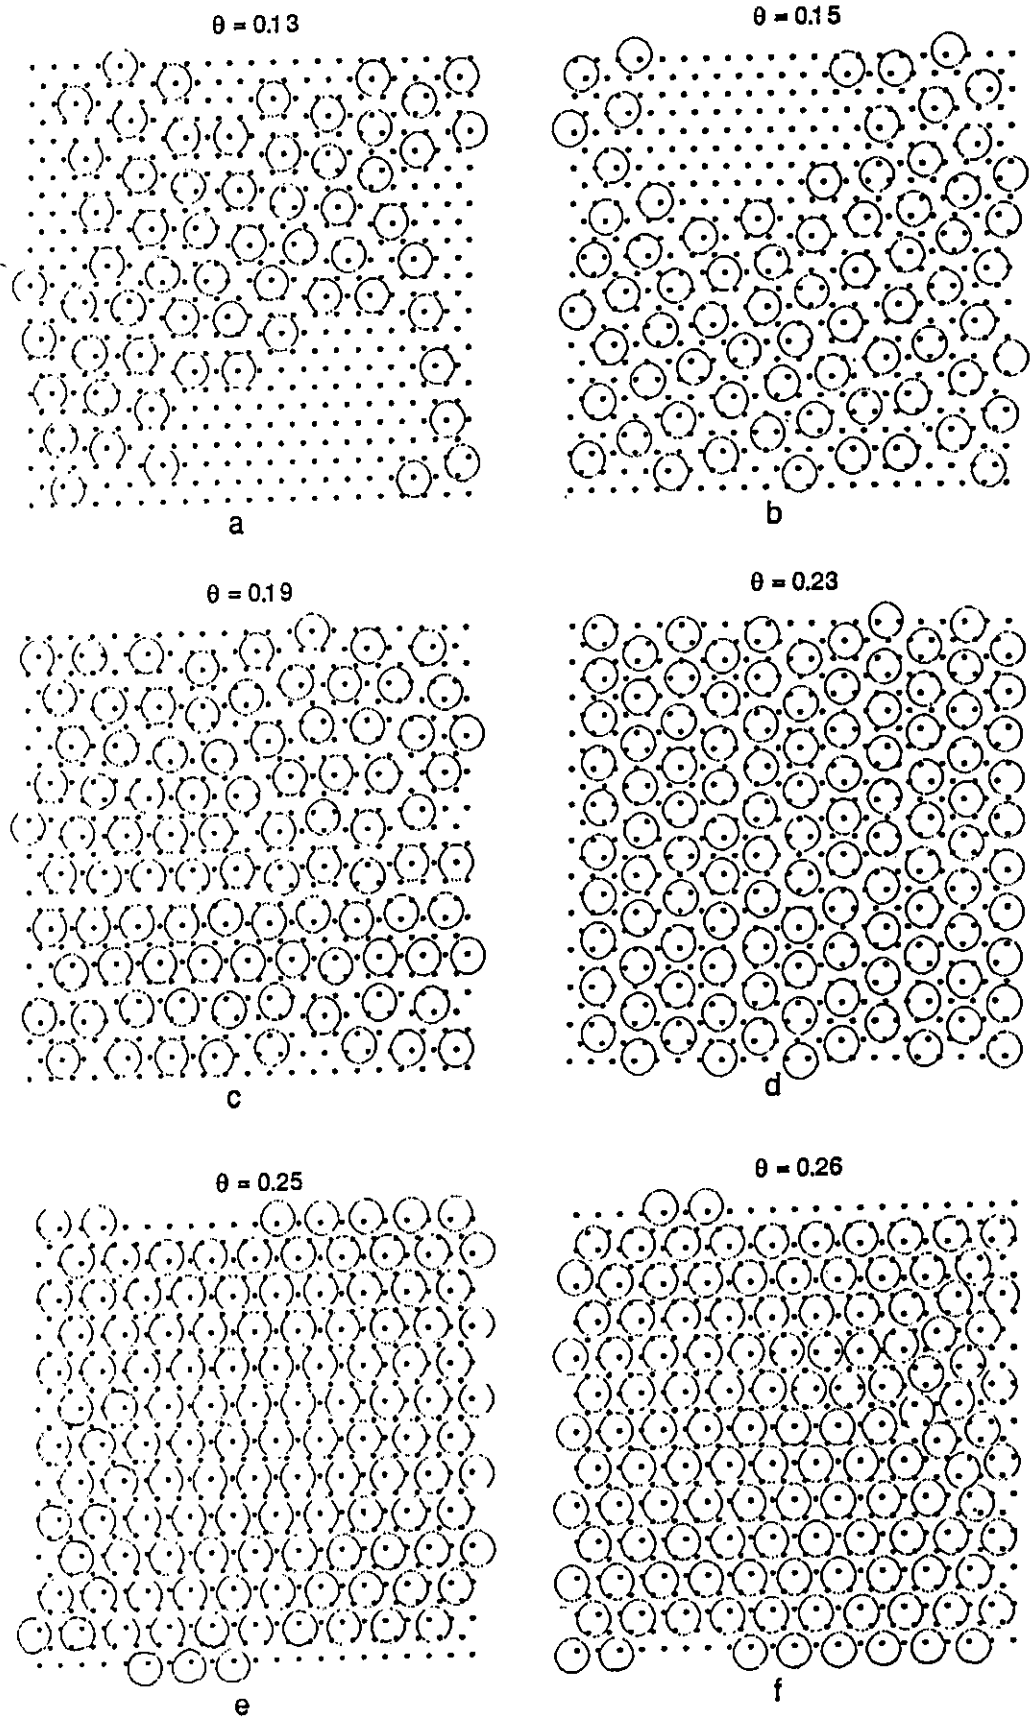 θ = 0.13
θ = 0.15
a
b
θ = 0.19
θ = 0.23
c
d
θ = 0.25
θ = 0.26
e
f